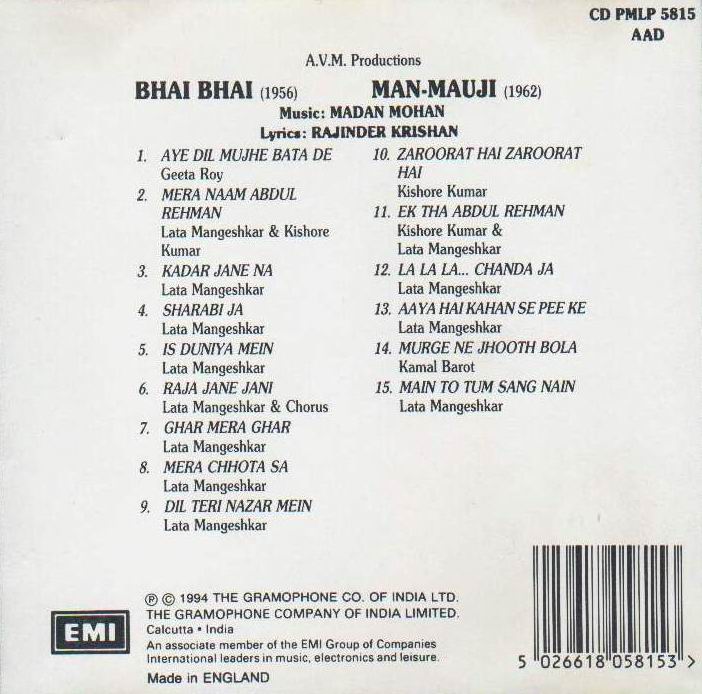 CD PMLP 5815
AAD
A.V.M. Productions
BHAI BHAI (1956)
MAN-MAUJI (1962)
Music: MADAN MOHAN
Lyrics: RAJINDER KRISHAN
1. AYE DIL MUJHE BATA DE
Geeta Roy
2. MERA NAAM ABDUL
REHMAN
Lata Mangeshkar & Kishore
Kumar
3. KADAR JANE NA
Lata Mangeshkar
4. SHARABI JA
Lata Mangeshkar
5. IS DUNIYA MEIN
Lata Mangeshkar
6. RAJA JANE JANI
Lata Mangeshkar & Chorus
7. GHAR MERA GHAR
Lata Mangeshkar
8. MERA CHHOTA SA
Lata Mangeshkar
9. DIL TERI NAZAR MEIN
Lata Mangeshkar
10. ZAROORAT HAI ZAROORAT
HAI
Kishore Kumar
11. EK THA ABDUL REHMAN
Kishore Kumar &
Lata Mangeshkar
12. LA LA LA... CHANDA JA
Lata Mangeshkar
13. AAYA HAI KAHAN SE PEE KE
Lata Mangeshkar
14. MURGE NE JHOOTH BOLA
Kamal Barot
15. MAIN TO TUM SANG NAIN
Lata Mangeshkar
EMI
℗ © 1994 THE GRAMOPHONE CO. OF INDIA LTD.
THE GRAMOPHONE COMPANY OF INDIA LIMITED.
Calcutta • India
An associate member of the EMI Group of Companies
International leaders in music, electronics and leisure.
Made in ENGLAND
5 026618 058153 >